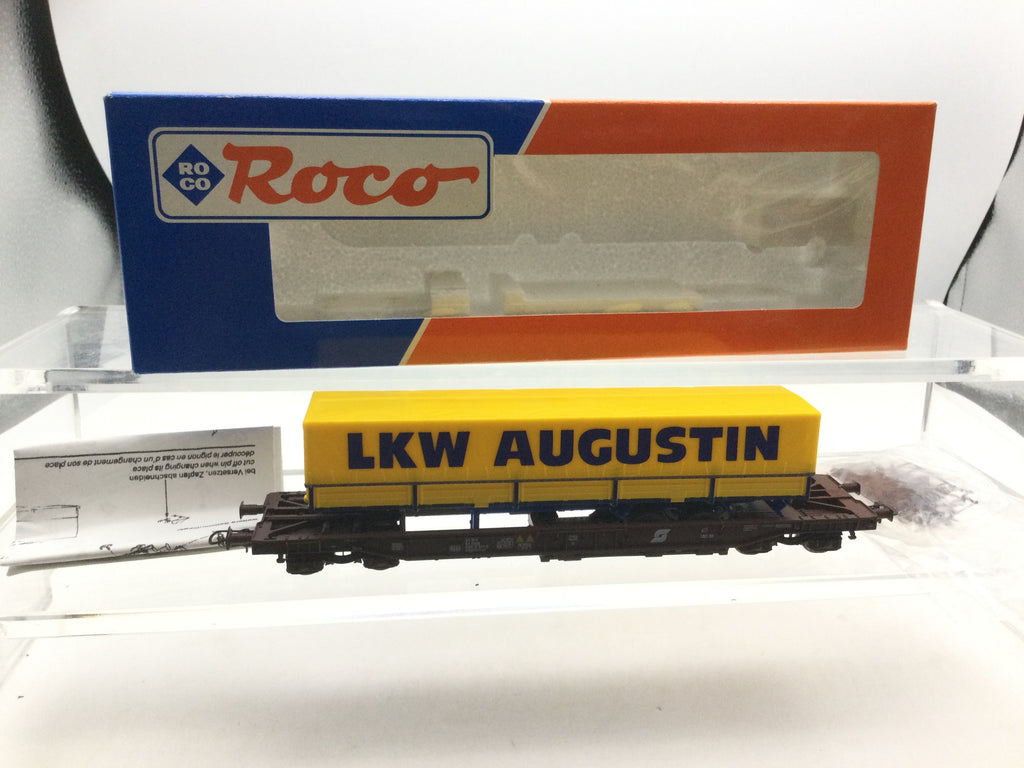 RO
CO
Roco
LKW AUGUSTIN
bei Versetzen, Zapfen abschneiden
cut off pin when changing its place
découper le pignon en cas d'un changement de son place